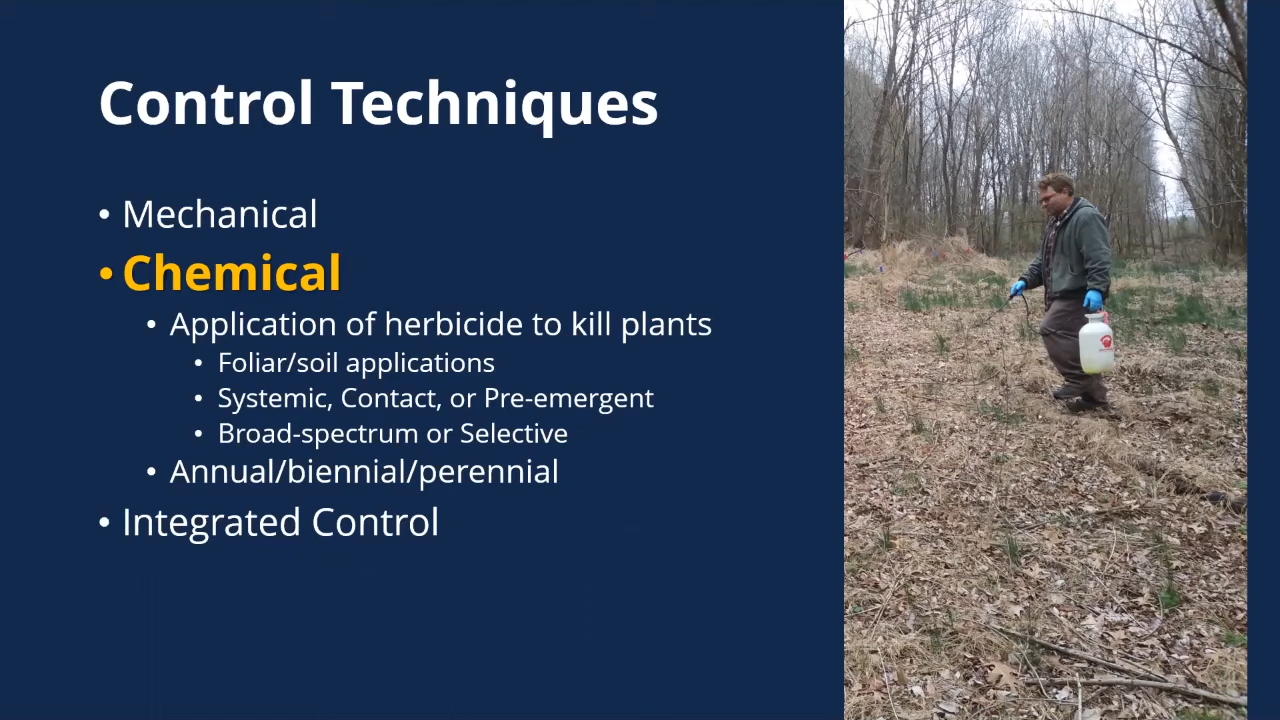 Control Techniques
• Mechanical
• Chemical
• Application of herbicide to kill plants
• Foliar/soil applications
• Systemic, Contact, or Pre-emergent
• Broad-spectrum or Selective
• Annual/biennial/perennial
• Integrated Control